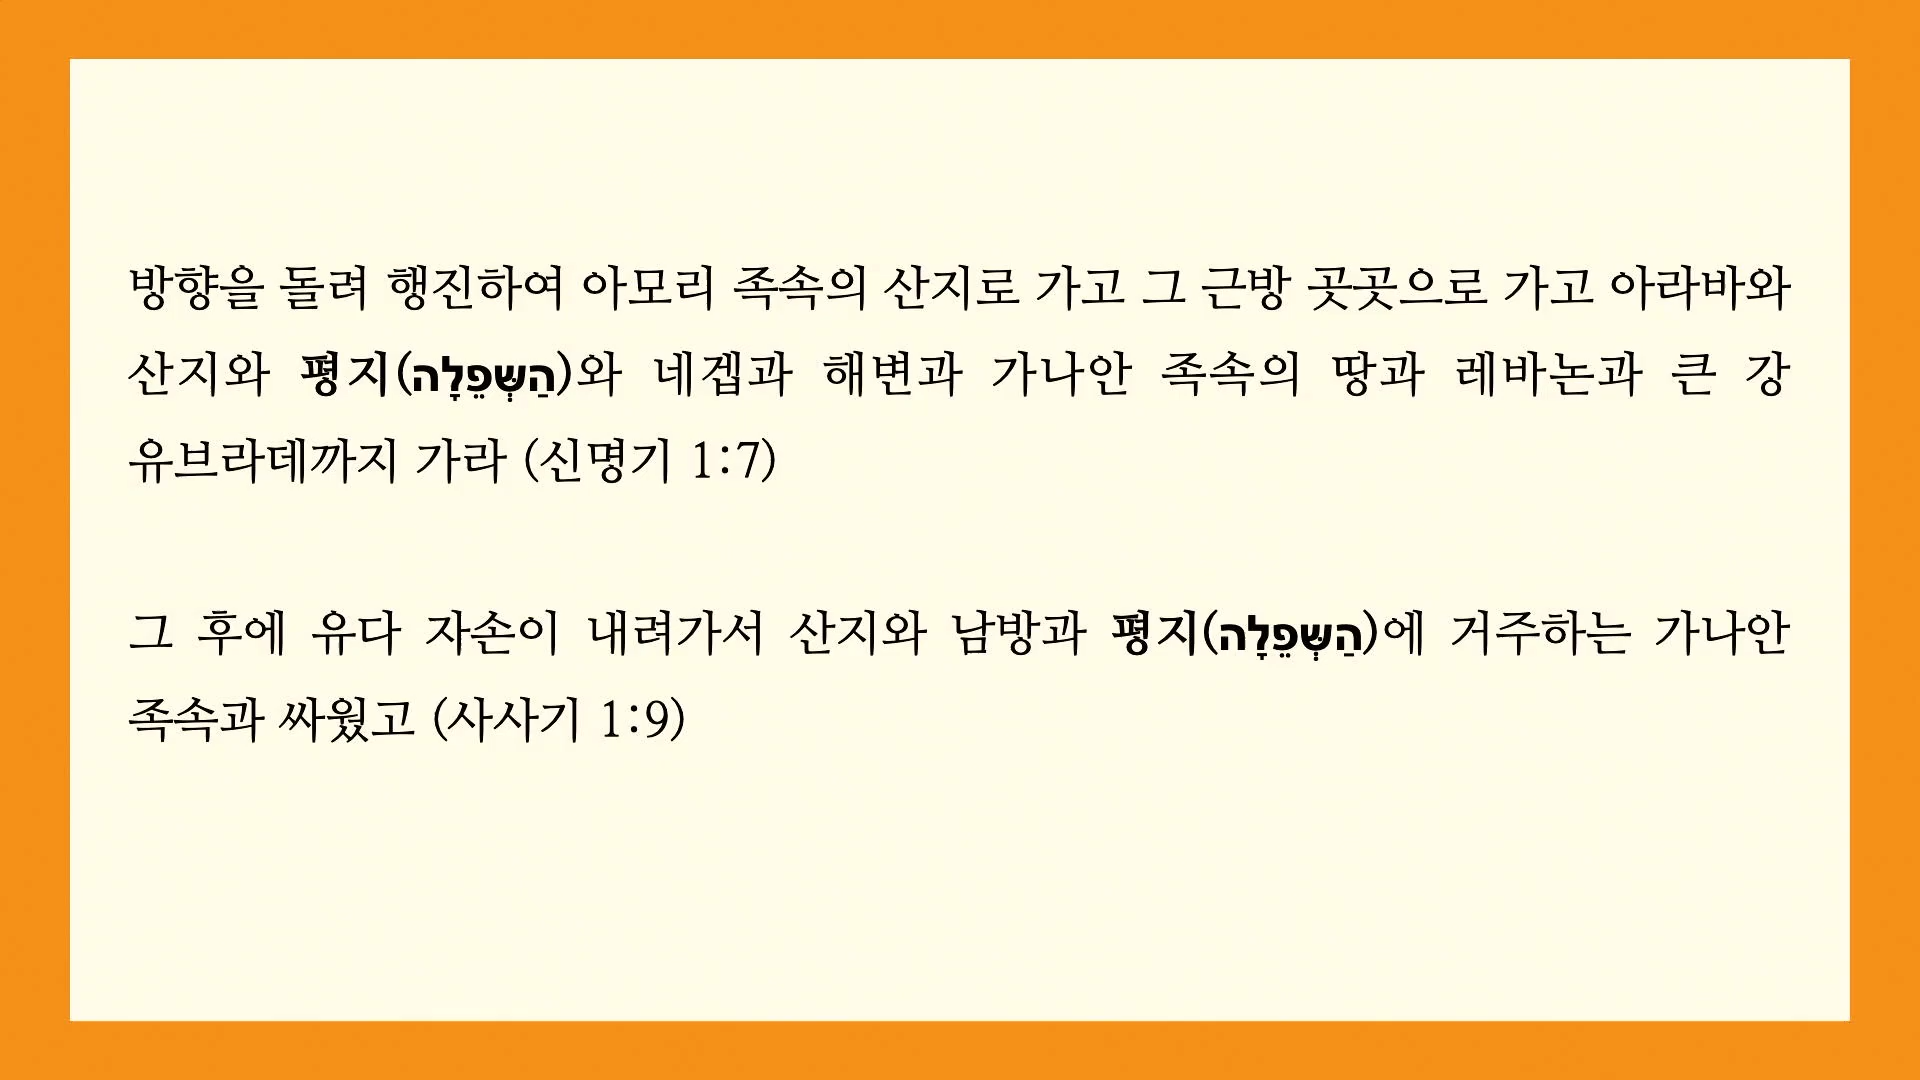 방향을 돌려 행진하여 아모리 족속의 산지로 가고 그 근방 곳곳으로 가고 아라바와
산지와 평지(הַשְּׁפֵלָה)와 네겝과 해변과 가나안 족속의 땅과 레바논과 큰 강
유브라데까지 가라 (신명기 1:7)
그 후에 유다 자손이 내려가서 산지와 남방과 평지(הַשְּׁפֵלָה)에 거주하는 가나안
족속과 싸웠고 (사사기 1:9)